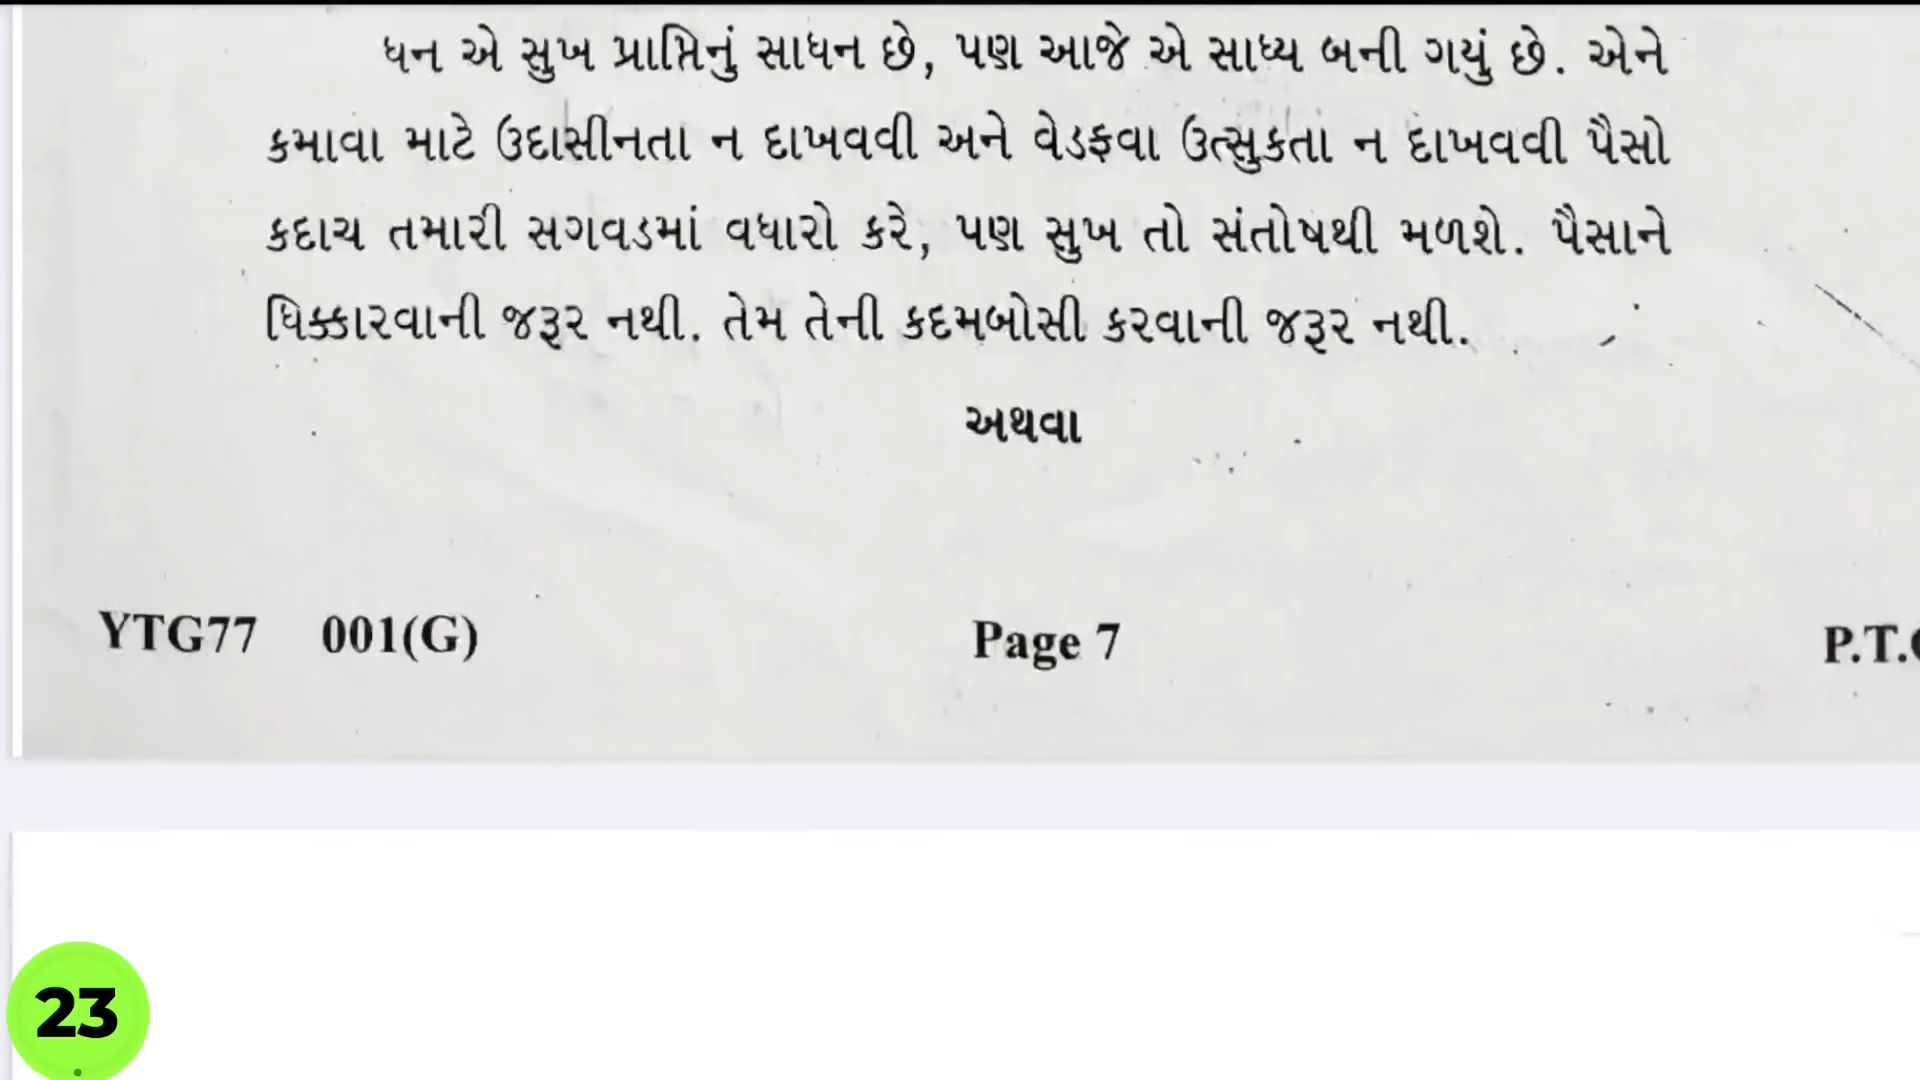 ધન એ સુખ પ્રાપ્તિનું સાધન છે, પણ આજે એ સાધ્ય બની ગયું છે. એને
કમાવા માટે ઉદાસીનતા ન દાખવવી અને વેડફવા ઉત્સુકતા ન દાખવવી પૈસો
કદાચ તમારી સગવડમાં વધારો કરે, પણ સુખ તો સંતોષથી મળશે. પૈસાને
ધિક્કારવાની જરૂર નથી. તેમ તેની કદમબોસી કરવાની જરૂર નથી.
અથવા
YTG77 001(G) Page 7 P.T.
23